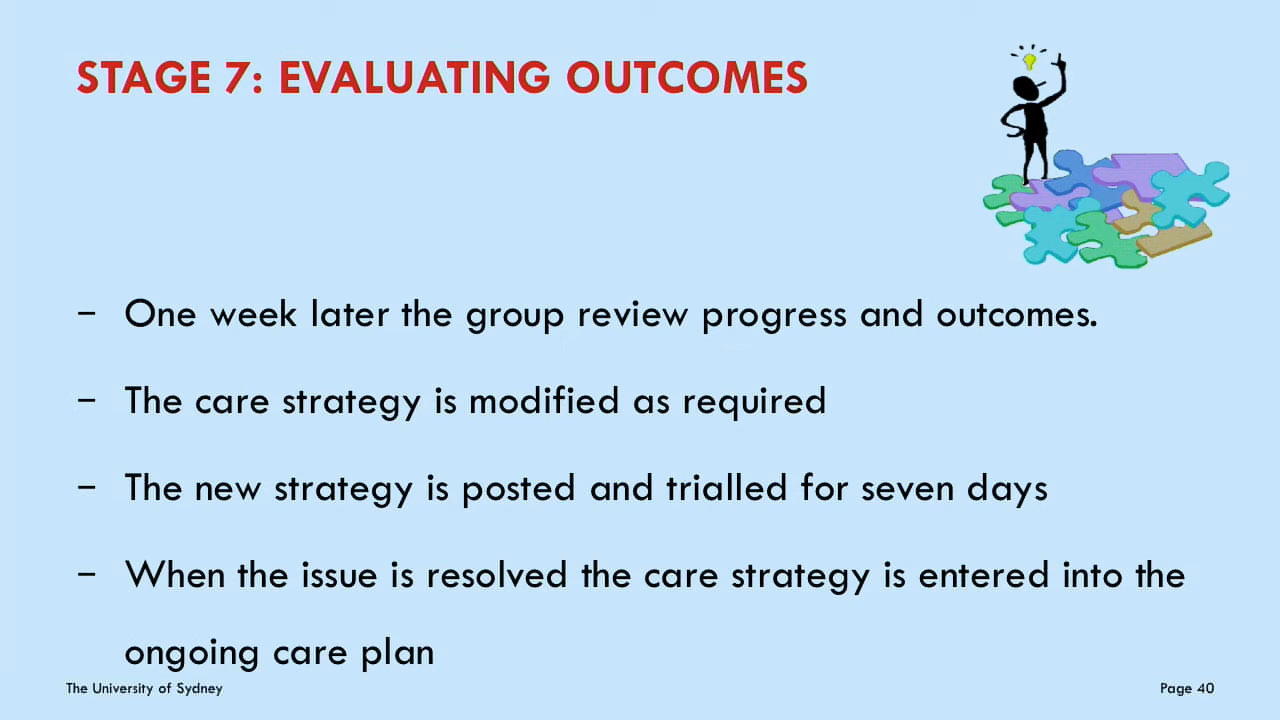 STAGE 7: EVALUATING OUTCOMES
– One week later the group review progress and outcomes.
– The care strategy is modified as required
– The new strategy is posted and trialled for seven days
– When the issue is resolved the care strategy is entered into the
ongoing care plan
The University of Sydney
Page 40